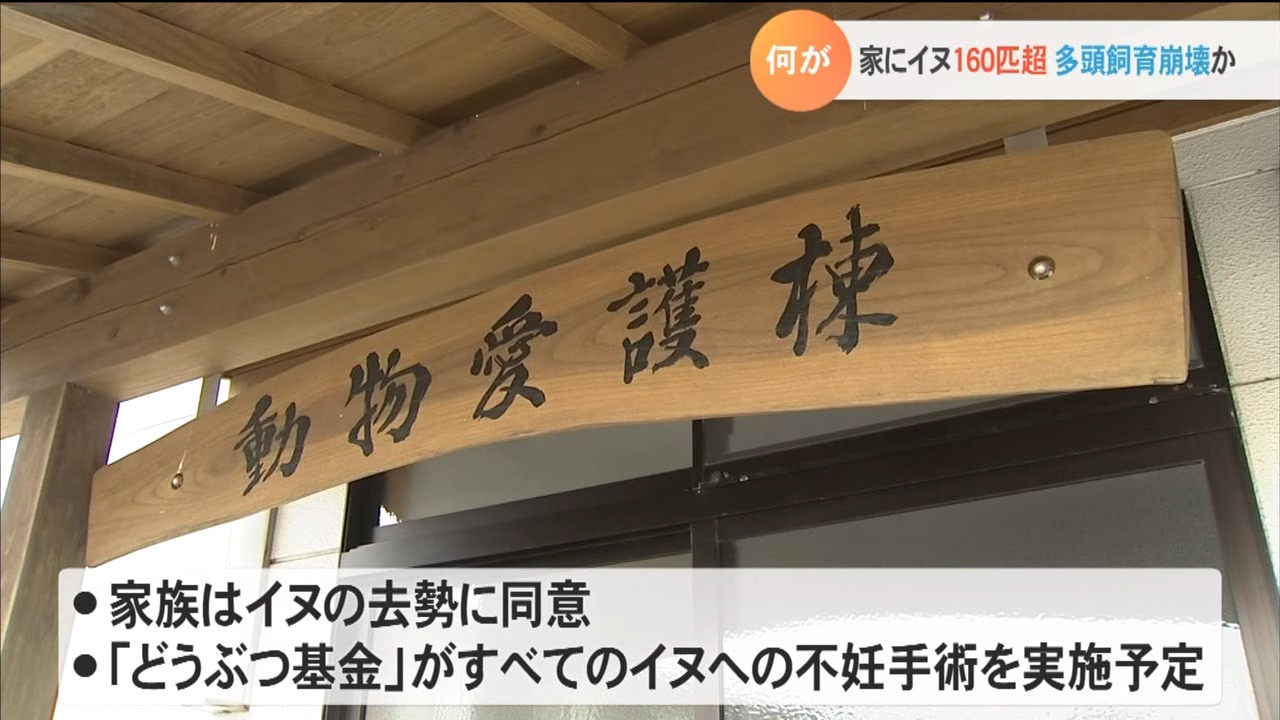 何が
家にイヌ160匹超 多頭飼育崩壊か
動物愛護棟
●家族はイヌの去勢に同意
●「どうぶつ基金」がすべてのイヌへの不妊手術を実施予定